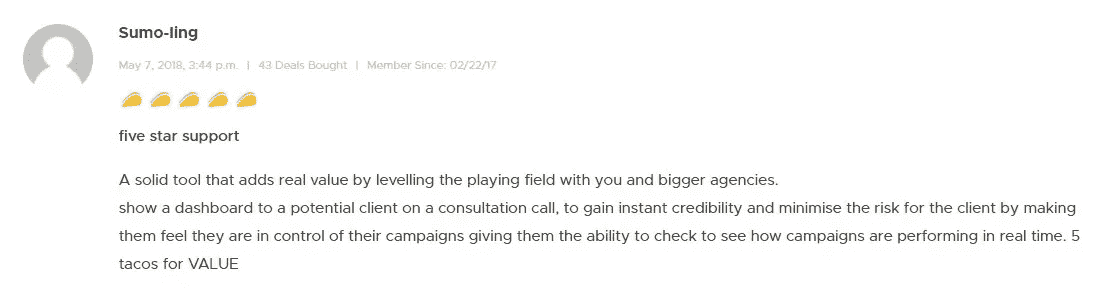 Sumo-ling
May 7, 2018, 3:44 p.m. | 43 Deals Bought | Member Since: 02/22/17
five star support
A solid tool that adds real value by levelling the playing field with you and bigger agencies.
show a dashboard to a potential client on a consultation call, to gain instant credibility and minimise the risk for the client by making
them feel they are in control of their campaigns giving them the ability to check to see how campaigns are performing in real time. 5
tacos for VALUE